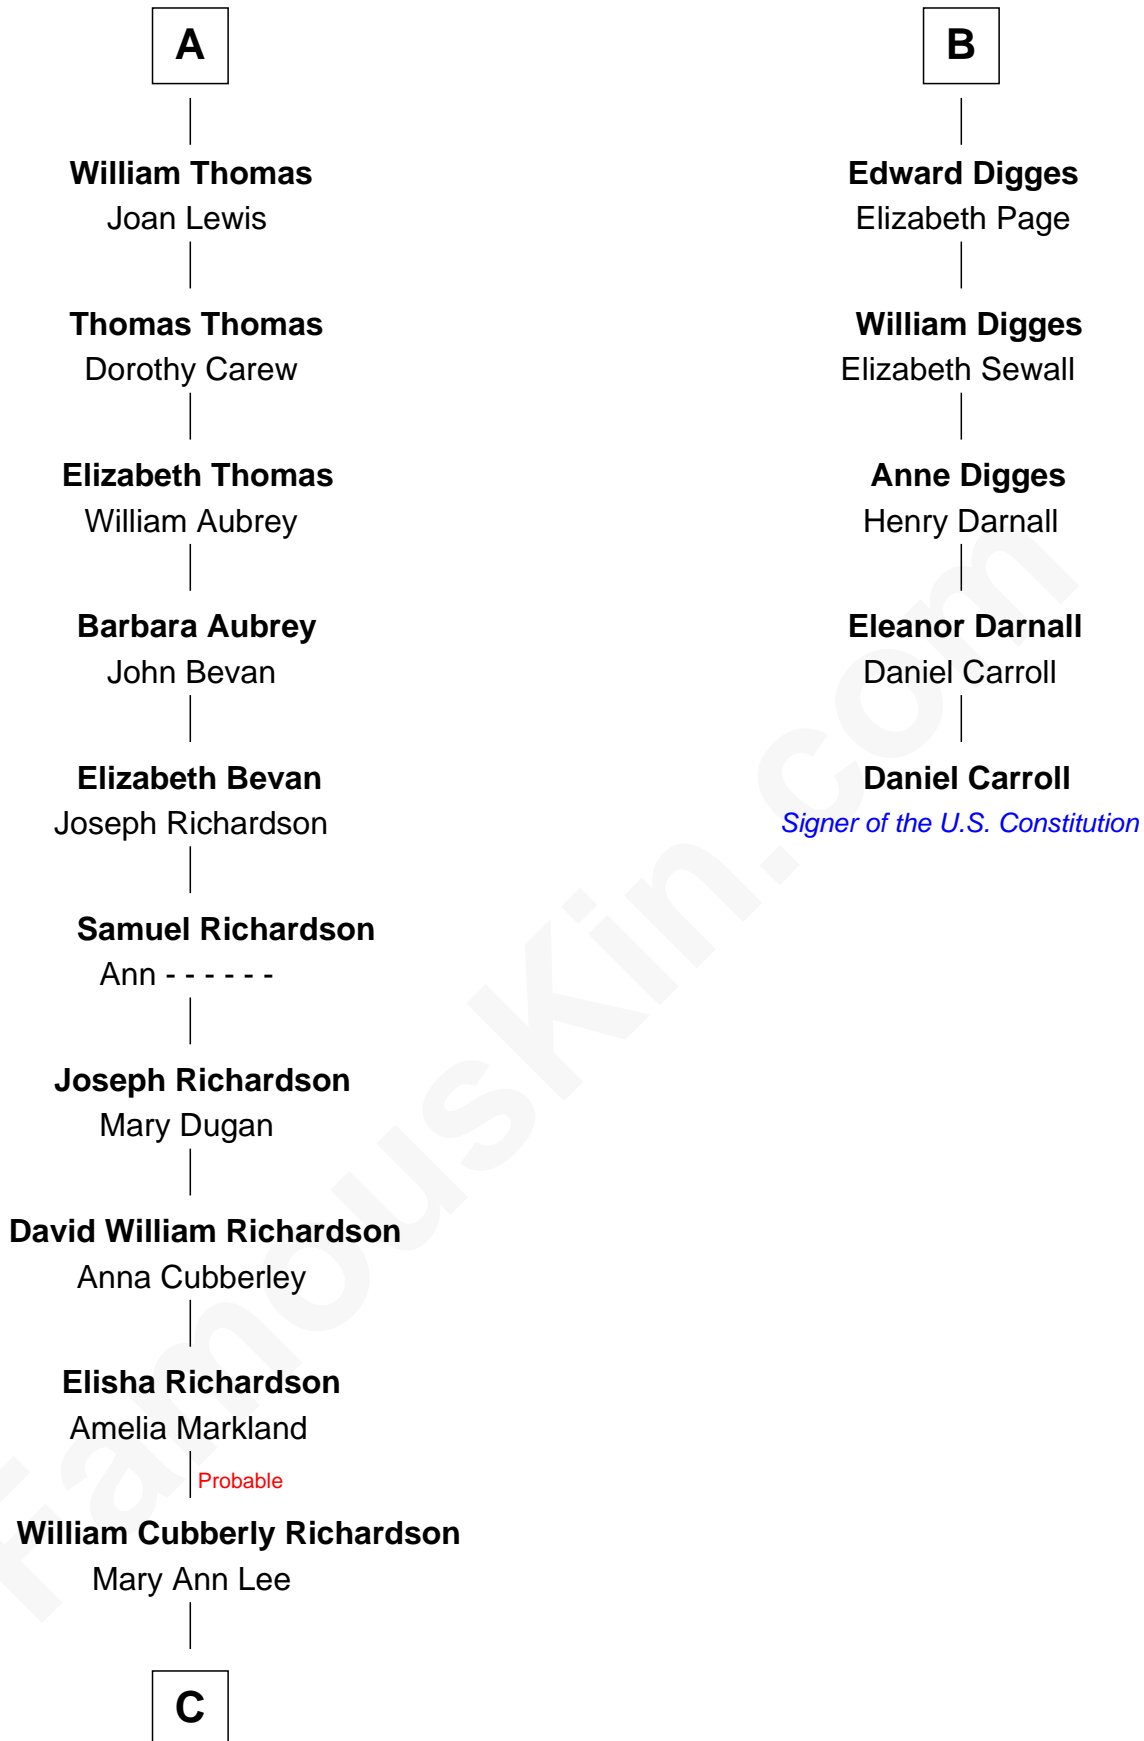 A
William Thomas
Joan Lewis
Thomas Thomas
Dorothy Carew
Elizabeth Thomas
William Aubrey
Barbara Aubrey
John Bevan
Elizabeth Bevan
Joseph Richardson
Samuel Richardson
Ann - - - - - -
Joseph Richardson
Mary Dugan
David William Richardson
Anna Cubberley
Elisha Richardson
Amelia Markland
Probable
William Cubberly Richardson
Mary Ann Lee
C
B
Edward Digges
Elizabeth Page
William Digges
Elizabeth Sewall
Anne Digges
Henry Darnall
Eleanor Darnall
Daniel Carroll
Daniel Carroll
Signer of the U.S. Constitution
FamousKin.com